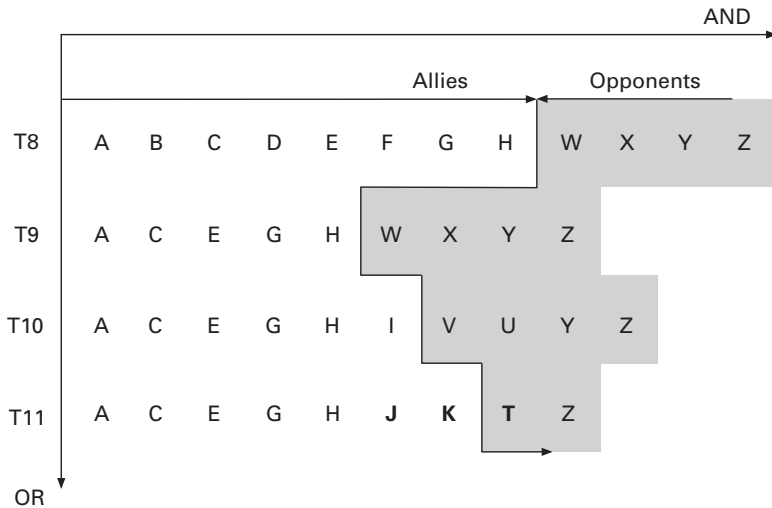 AND
Allies Opponents
T8 A B C D E F G H W X Y Z
T9 A C E G H W X Y Z
T10 A C E G H I V U Y Z
T11 A C E G H J K T Z
OR